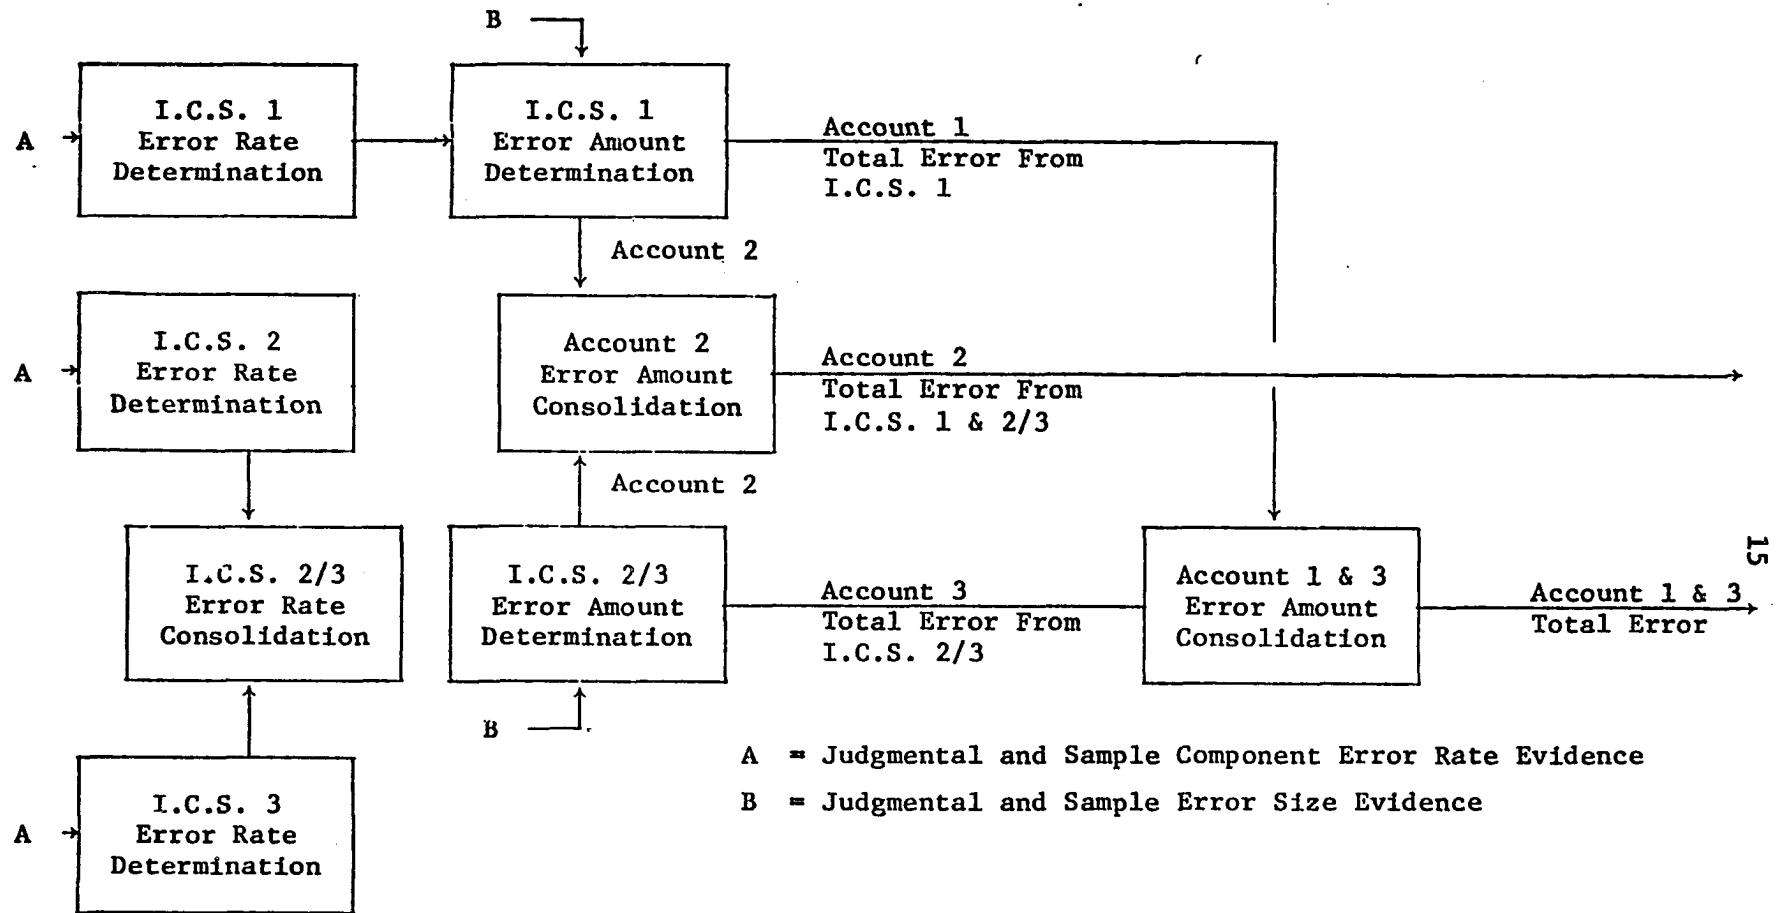 B
I.C.S. 1
Error Rate
Determination
A
I.C.S. 1
Error Amount
Determination
Account 1
Total Error From
I.C.S. 1
Account 2
I.C.S. 2
Error Rate
Determination
A
Account 2
Error Amount
Consolidation
Account 2
Total Error From
I.C.S. 1 & 2/3
Account 2
I.C.S. 2/3
Error Rate
Consolidation
I.C.S. 2/3
Error Amount
Determination
Account 3
Total Error From
I.C.S. 2/3
Account 1 & 3
Error Amount
Consolidation
Account 1 & 3
Total Error
15
B
A = Judgmental and Sample Component Error Rate Evidence
B = Judgmental and Sample Error Size Evidence
I.C.S. 3
Error Rate
Determination
A